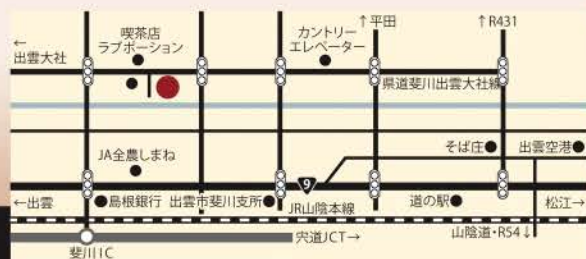 ↑平田
↑R431
喫茶店
ラブポーション
カントリー
エレベーター
←
出雲大社
県道斐川出雲大社線
JA全農しまね
そば庄
出雲空港
9
←出雲
島根銀行
出雲市斐川支所
JR山陰本線
道の駅
松江→
宍道JCT→
山陰道・R54↓
斐川IC